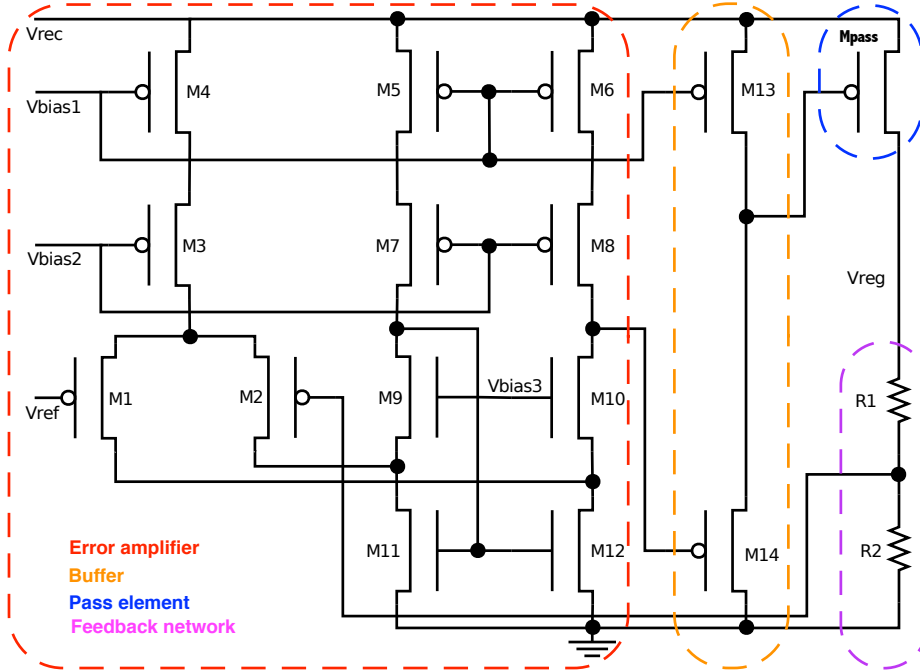 Vrec
Mpass
M4
M5
M6
M13
Vbias1
M3
M7
M8
Vbias2
Vreg
M1
M2
M9
Vbias3
M10
R1
Vref
M11
M12
M14
R2
Error amplifier
Buffer
Pass element
Feedback network